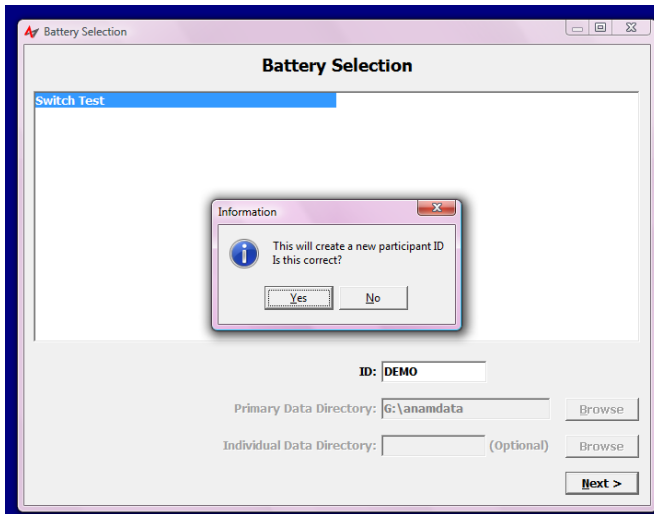 Battery Selection
Battery Selection
Switch Test
Information
This will create a new participant ID
Is this correct?
Yes No
ID: DEMO
Primary Data Directory: G:\anamdata Browse
Individual Data Directory: (Optional) Browse
Next >